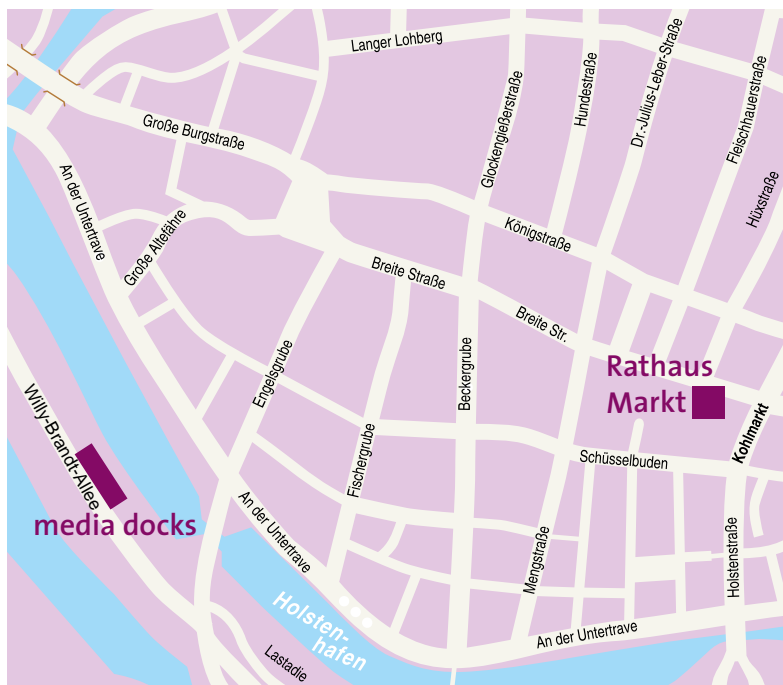 Langer Lohberg
Große Burgstraße
Glockengießerstraße
Hundestraße
Dr.-Julius-Leber-Straße
Fleischhauerstraße
Hüxstraße
An der Untertrave
Große Altefähre
Königstraße
Breite Straße
Breite Str.
Engelsgrube
Beckergrube
Rathaus
Markt
Kohlmarkt
Willy-Brandt-Allee
Fischergrube
Schüsselbuden
media docks
An der Untertrave
Mengstraße
Holstenstraße
Holsten-
hafen
An der Untertrave
Lastadie